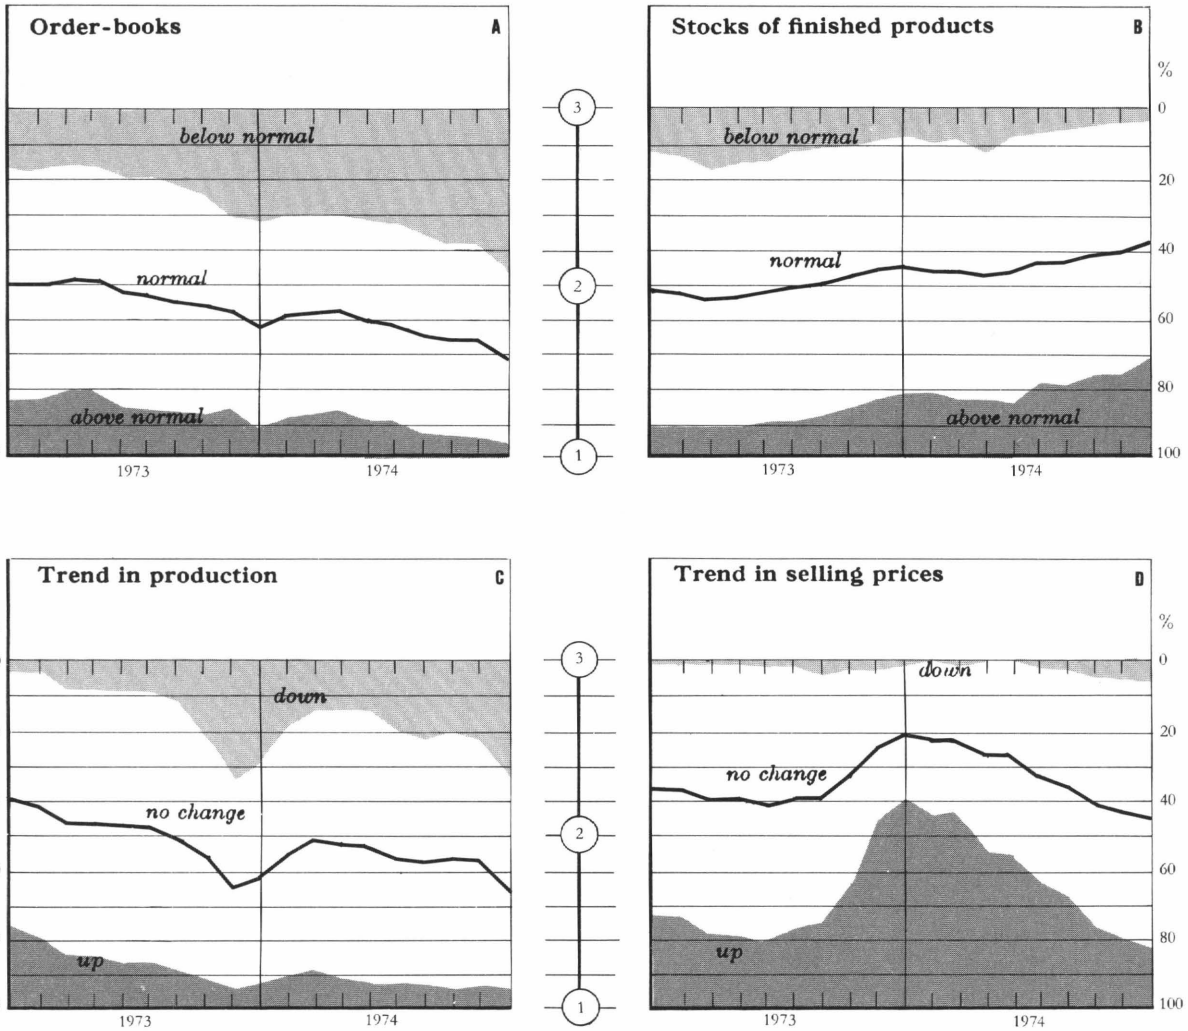 Order-books A
below normal
normal
above normal
1973 1974
3
2
1
Stocks of finished products B
%
below normal
normal
above normal
0
20
40
60
80
100
1973 1974
Trend in production C
down
no change
up
1973 1974
3
2
1
Trend in selling prices D
%
down
no change
up
0
20
40
60
80
100
1973 1974